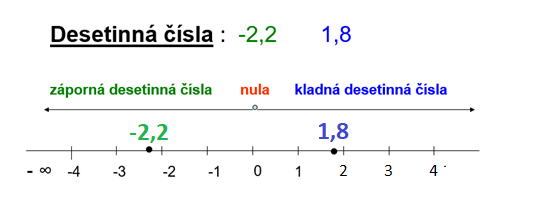 Desetinná čísla : -2,2 1,8
záporná desetinná čísla nula kladná desetinná čísla
-2,2 1,8
- ∞ -4 -3 -2 -1 0 1 2 3 4